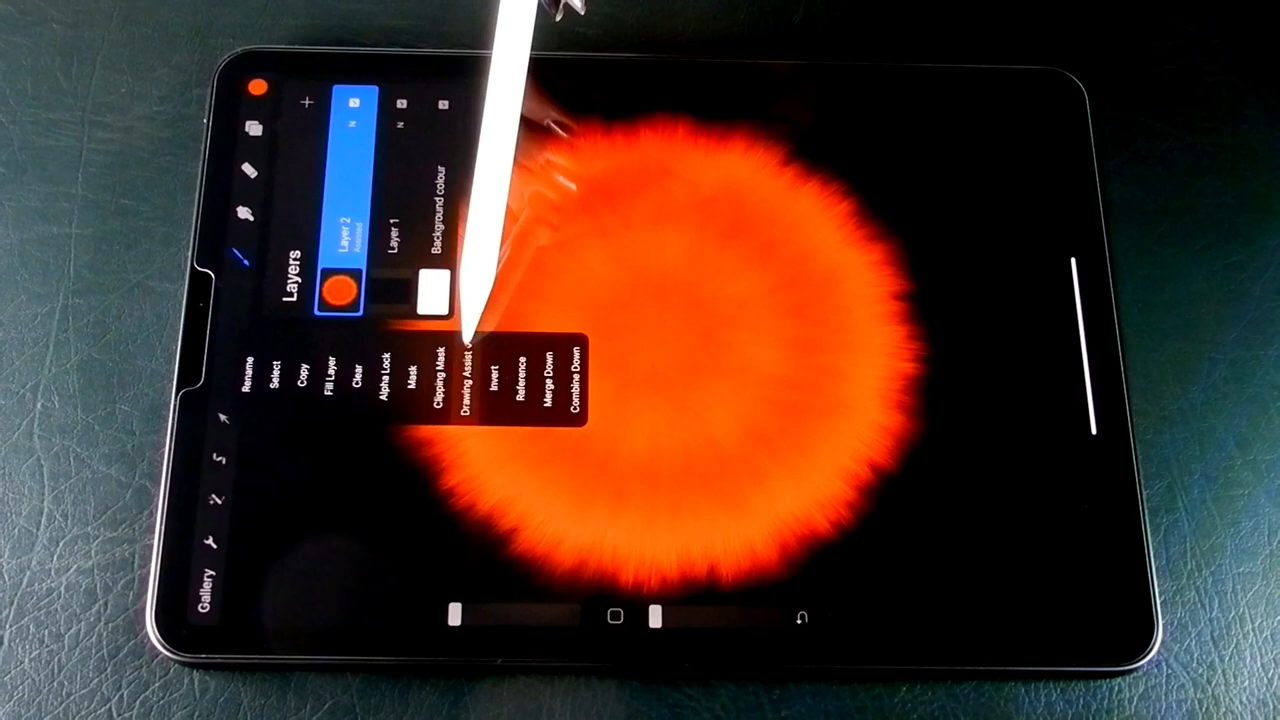 Gallery
Layers
Layer 2
Assisted
N
Layer 1
N
Background colour
Rename
Select
Copy
Fill Layer
Clear
Alpha Lock
Mask
Clipping Mask
Drawing Assist
Invert
Reference
Merge Down
Combine Down